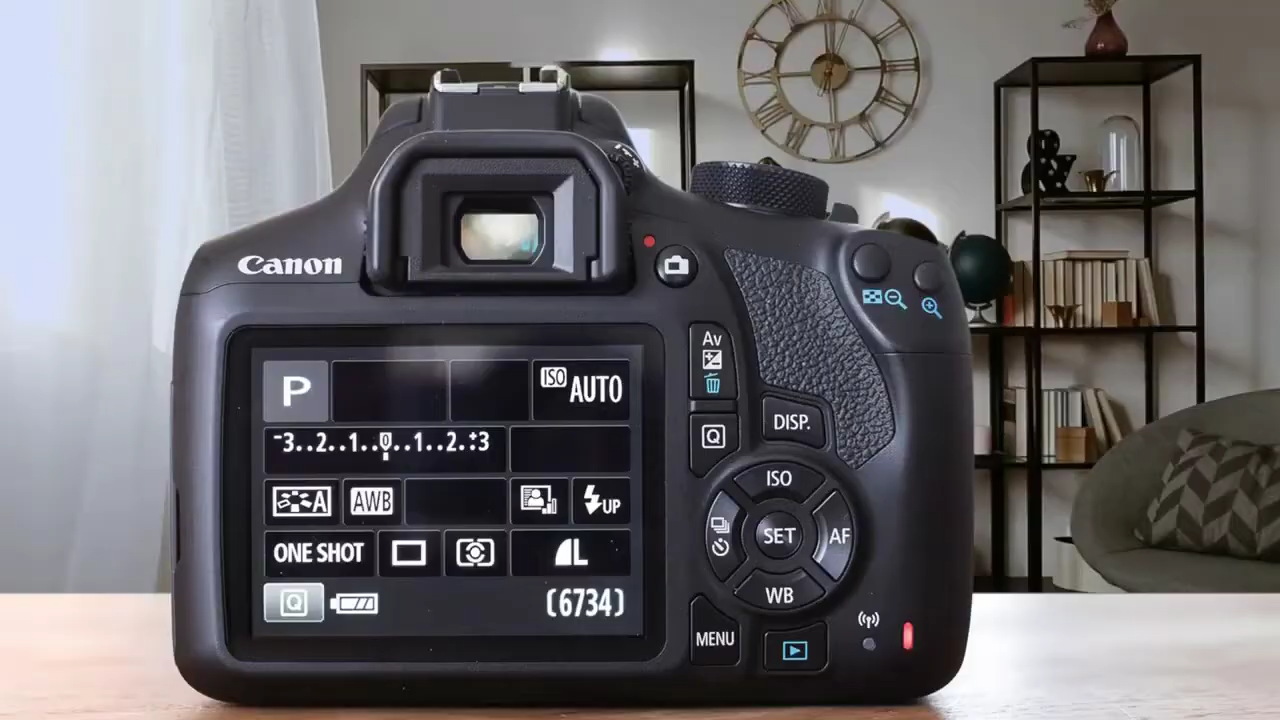 Canon
P
ISO AUTO
-3..2..1..0..1..2.+3
A AWB
UP
ONE SHOT
L
Q
(6734)
Av
Q
DISP.
ISO
SET
AF
WB
MENU